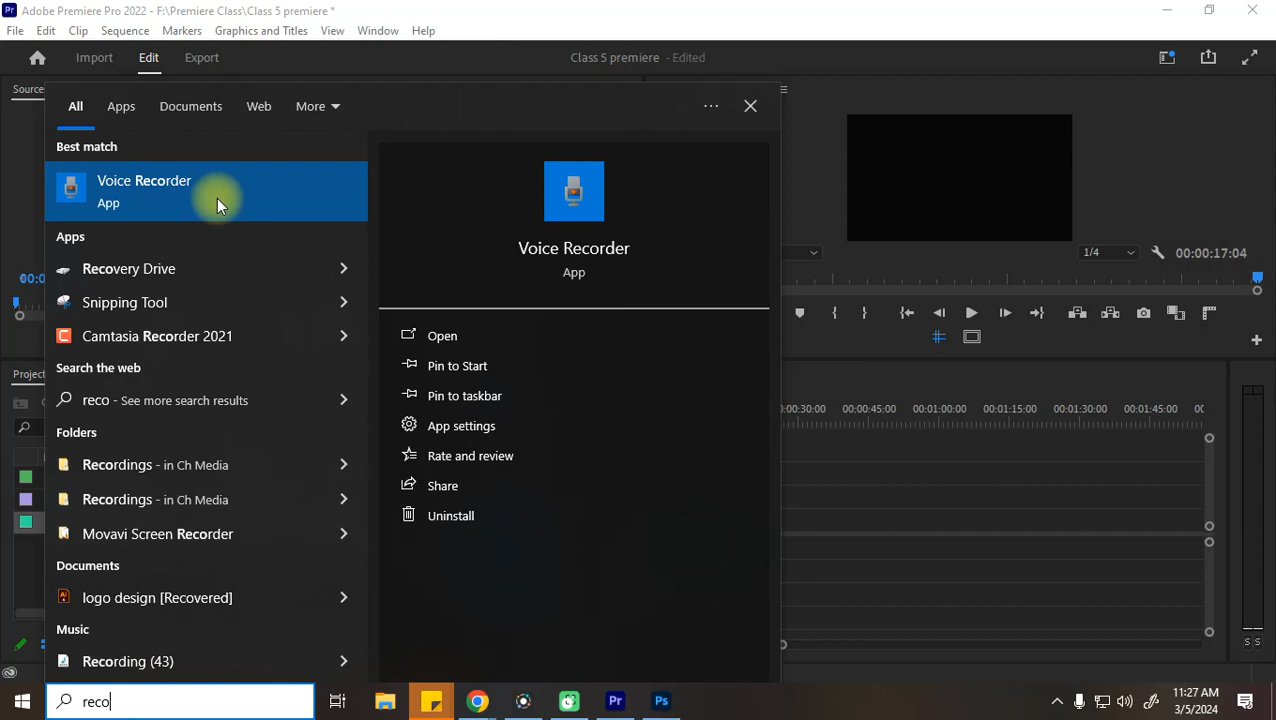 Adobe Premiere Pro 2022 - F:\Premiere Class\Class 5 premiere *
File Edit Clip Sequence Markers Graphics and Titles View Window Help
Import Edit Export Class 5 premiere - Edited
Source
All Apps Documents Web More
Best match
Voice Recorder
App
Apps
Recovery Drive
Snipping Tool
Camtasia Recorder 2021
Search the web
reco - See more search results
Folders
Recordings - in Ch Media
Recordings - in Ch Media
Movavi Screen Recorder
Documents
logo design [Recovered]
Music
Recording (43)
Voice Recorder
App
Open
Pin to Start
Pin to taskbar
App settings
Rate and review
Share
Uninstall
1/4 00:00:17:04
00:0
Project
:00:30:00 00:00:45:00 00:01:00:00 00:01:15:00 00:01:30:00 00:01:45:00 00
S S
reco
Pr Ps
11:27 AM
3/5/2024